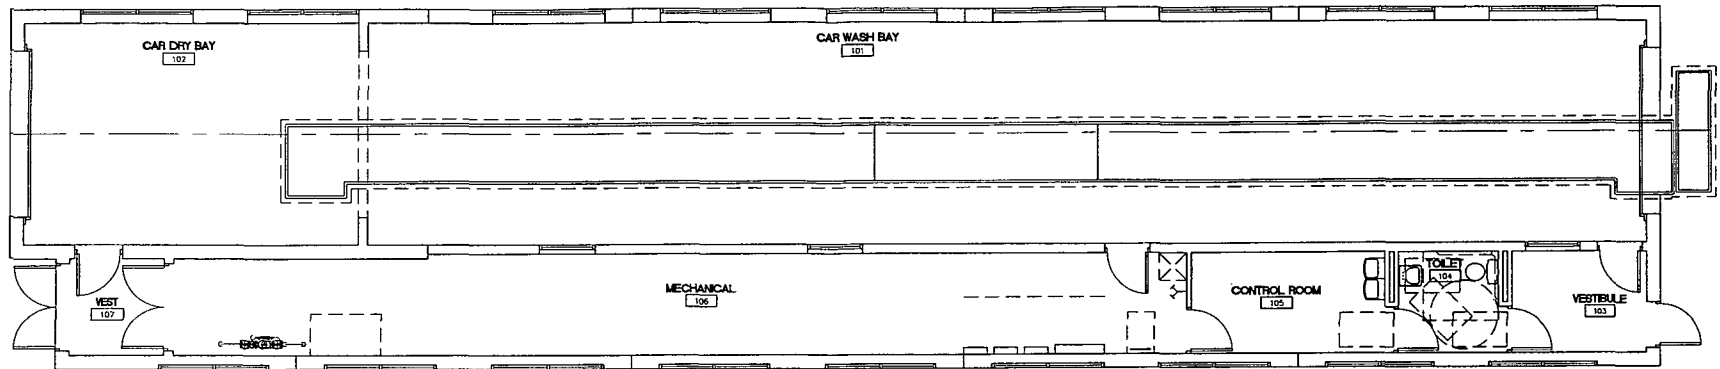 CAR DRY BAY
102
CAR WASH BAY
101
MECHANICAL
106
VEST
107
CONTROL ROOM
105
TOILET
104
VESTIBULE
103